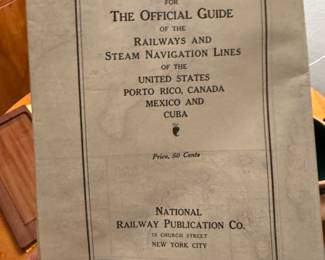 FOR
THE OFFICIAL GUIDE
OF THE
RAILWAYS AND
STEAM NAVIGATION LINES
OF THE
UNITED STATES
PORTO RICO, CANADA
MEXICO AND
CUBA
Price, 50 Cents
NATIONAL
RAILWAY PUBLICATION CO.
75 CHURCH STREET
NEW YORK CITY